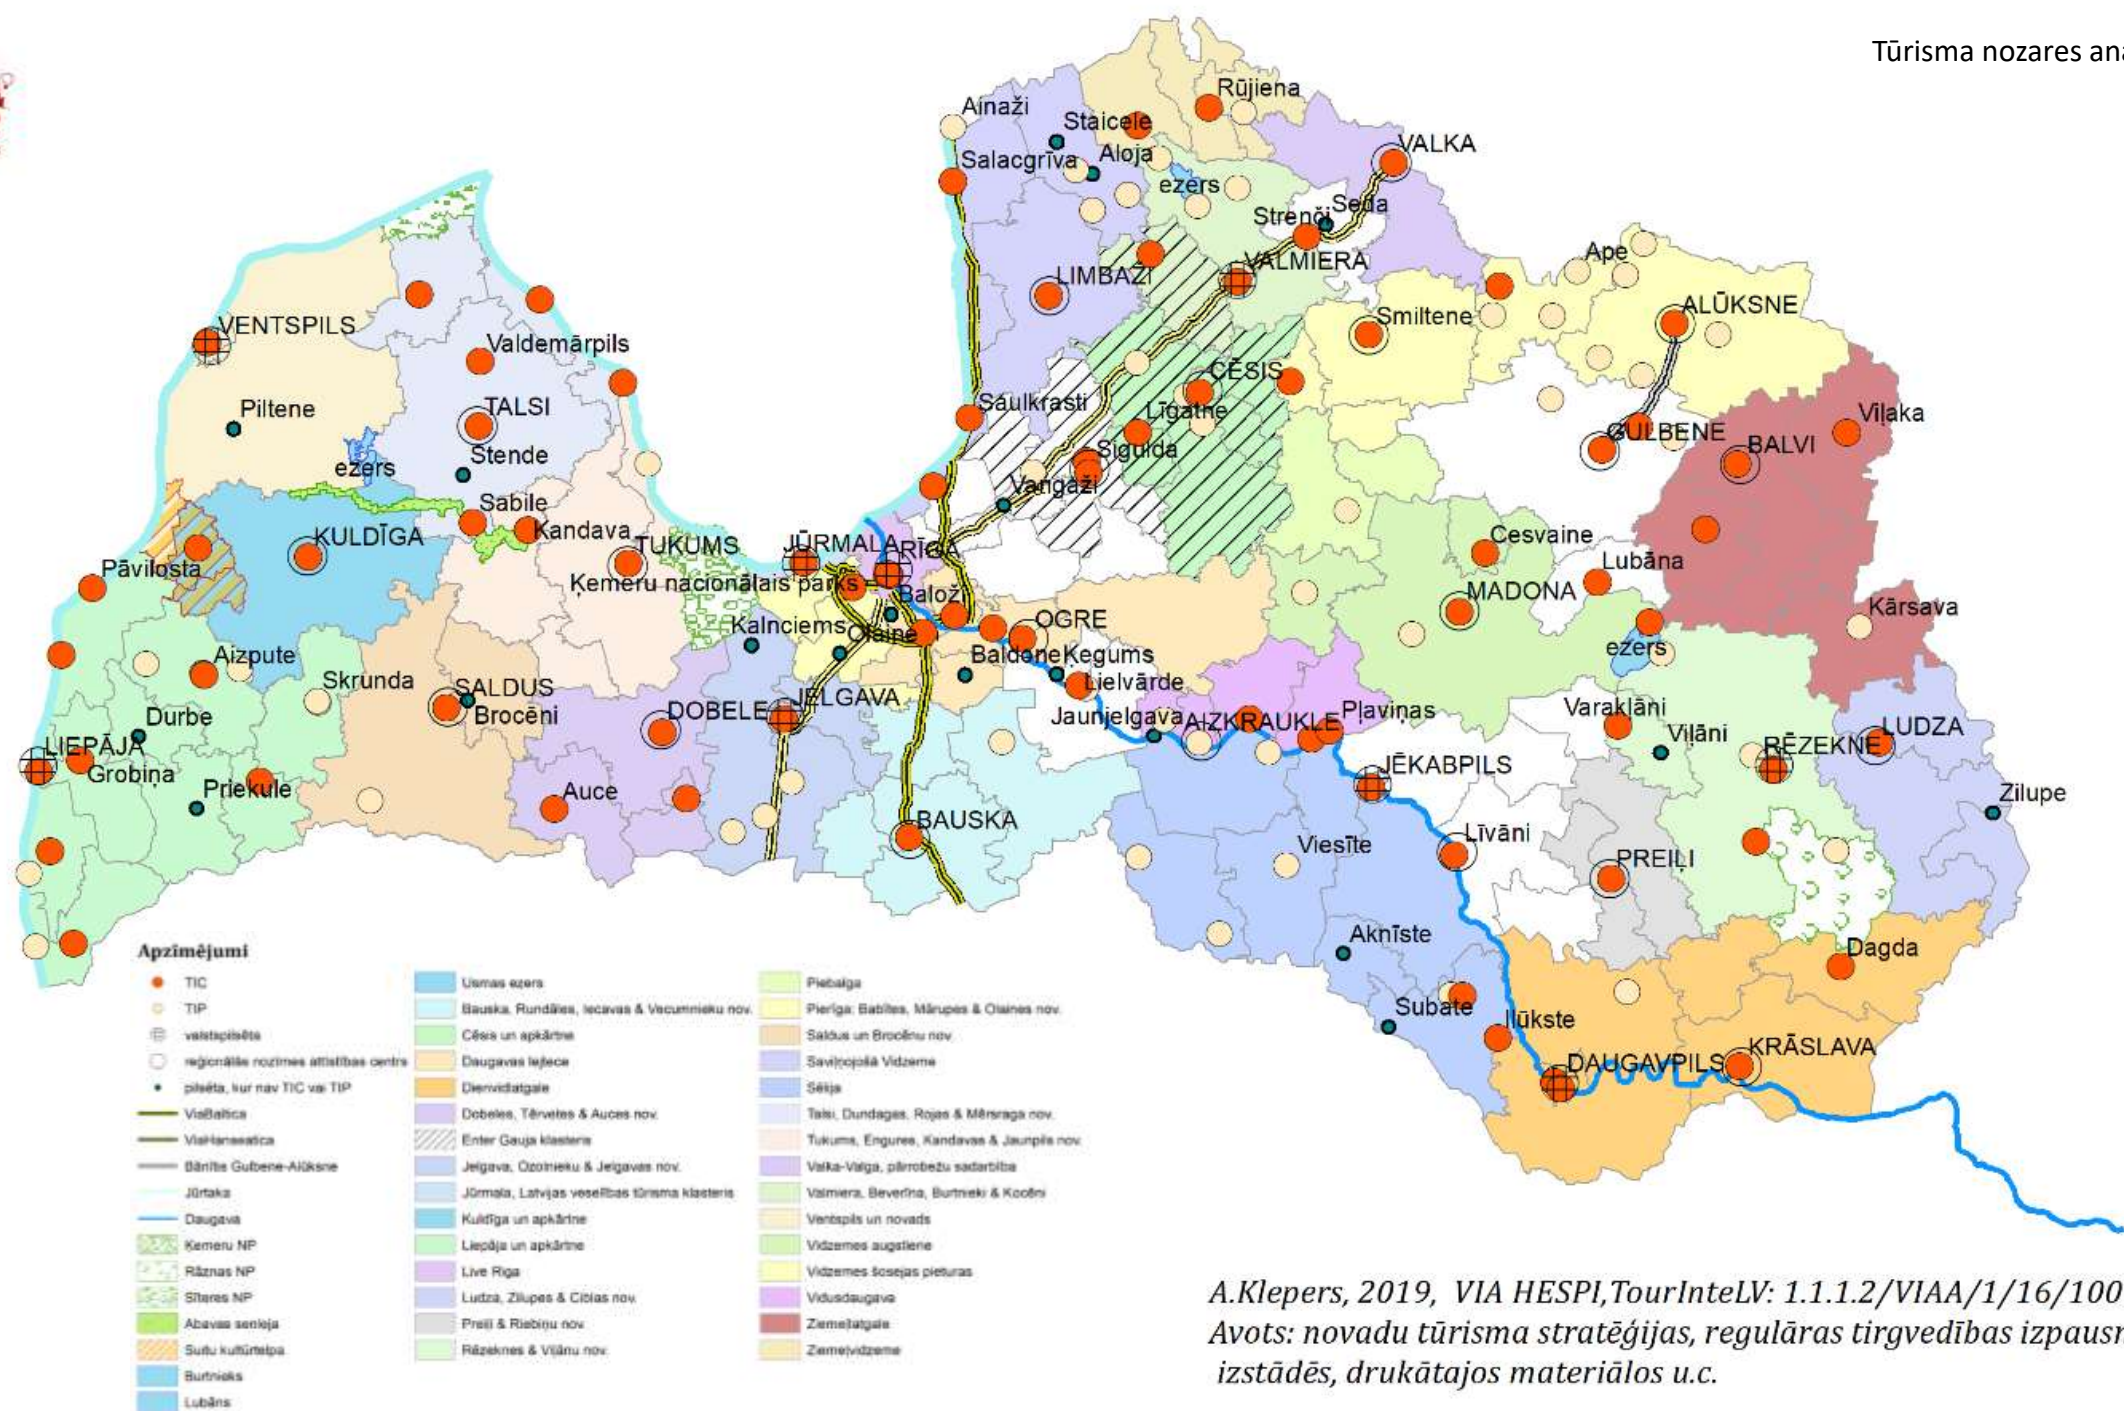 Tūrisma nozares ana
Ainaži
Rūjiena
Staicele
Salacgrīva
Aloja
VALKA
ezers
Seda
Strenči
Ape
VALMIERA
LIMBAŽI
ALŪKSNE
Smiltene
VENTSPILS
Valdemārpils
CĒSIS
Piltene
TALSI
Saulkrasti
Līgatne
Viļaka
GULBENE
BALVI
Stende
ezers
Sigulda
Vangaži
Sabile
Kandava
Cesvaine
KULDĪGA
TUKUMS
JŪRMALA
RĪGA
Lubāna
Pāvilosta
Ķemeru nacionālais parks
Baloži
MADONA
Kārsava
Kalnciems
Olaine
OGRE
ezers
Aizpute
Baldone
Ķegums
Skrunda
SALDUS
Lielvārde
Brocēni
DOBELE
JELGAVA
Jaunjelgava
AIZKRAUKLE
Pļaviņas
Varakļāni
Durbe
Viļāni
LUDZA
LIEPĀJA
RĒZEKNE
Grobiņa
JĒKABPILS
Priekule
Auce
Zilupe
BAUSKA
Viesīte
Līvāni
PREIĻI
Aknīste
Dagda
Subate
Ilūkste
DAUGAVPILS
KRĀSLAVA
Apzīmējumi
TIC
TIP
valstspilsēta
reģionālās nozīmes attīstības centrs
pilsēta, kur nav TIC vai TIP
ViaBaltica
ViaHanseatica
Bānītis Gulbene-Alūksne
Jūrtaka
Daugava
Ķemeru NP
Rāznas NP
Slīteres NP
Abavas senleja
Suitu kultūrtelpa
Burtnieks
Lubāns
Usmas ezers
Bauska, Rundāles, Iecavas & Vecumnieku nov.
Cēsis un apkārtne
Daugavas lejtece
Dienvidlatgale
Dobeles, Tērvetes & Auces nov.
Enter Gauja klasteris
Jelgava, Ozolnieku & Jelgavas nov.
Jūrmala, Latvijas veselības tūrisma klasteris
Kuldīga un apkārtne
Liepāja un apkārtne
Live Riga
Ludza, Zilupes & Ciblas nov.
Preiļi & Riebiņu nov.
Rēzeknes & Viļānu nov.
Piebalga
Pierīga: Babītes, Mārupes & Olaines nov.
Saldus un Brocēnu nov.
Saviļņojošā Vidzeme
Sēlija
Talsi, Dundagas, Rojas & Mērsraga nov.
Tukums, Engures, Kandavas & Jaunpils nov.
Valka-Valga, pārrobežu sadarbība
Valmiera, Beverīna, Burtnieki & Kocēni
Ventspils un novads
Vidzemes augstiene
Vidzemes šosejas pieturas
Vidusdaugava
Ziemeļlatgale
Ziemeļvidzeme
A.Klepers, 2019, VIA HESPI,TourInteLV: 1.1.1.2/VIAA/1/16/100
Avots: novadu tūrisma stratēģijas, regulāras tirgvedības izpausm
izstādēs, drukātajos materiālos u.c.